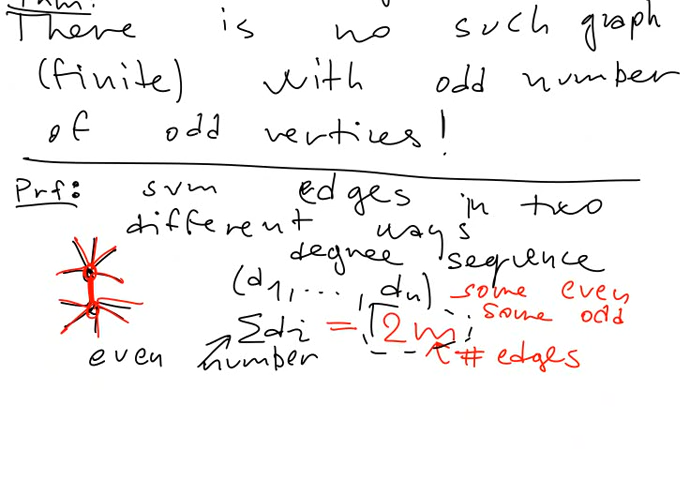 Thm:
There is no such graph
(finite) with odd number
of odd vertices!
Prf: sum edges in two
different ways
degree sequence
(d1, ..., dn) some even
some odd
Σdi = 2m
even number # edges